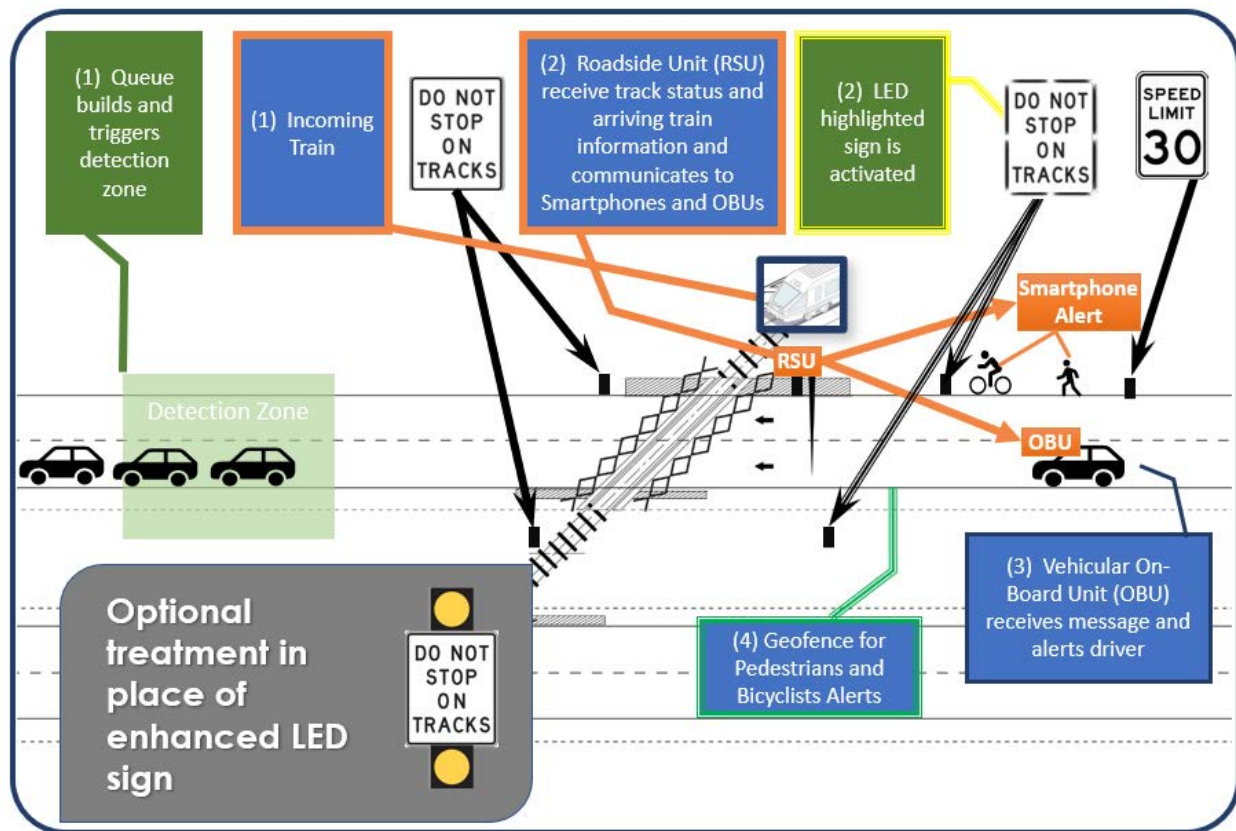 (1) Queue
builds and
triggers
detection
zone
(1) Incoming
Train
DO NOT
STOP
ON
TRACKS
(2) Roadside Unit (RSU)
receive track status and
arriving train
information and
communicates to
Smartphones and OBUs
(2) LED
highlighted
sign is
activated
DO NOT
STOP
ON
TRACKS
SPEED
LIMIT
30
Smartphone
Alert
RSU
Detection Zone
OBU
(3) Vehicular On-
Board Unit (OBU)
receives message and
alerts driver
(4) Geofence for
Pedestrians and
Bicyclists Alerts
Optional
treatment in
place of
enhanced LED
sign
DO NOT
STOP
ON
TRACKS